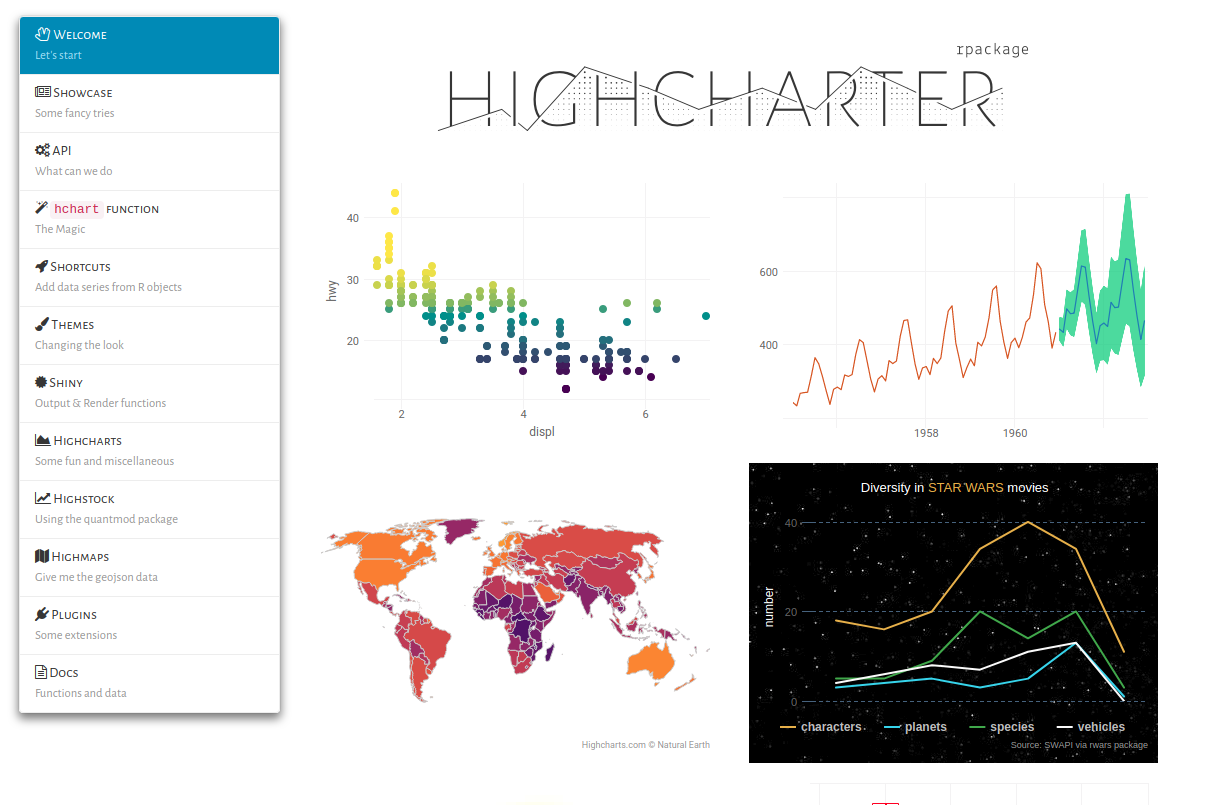 Welcome
Let's start
Showcase
Some fancy tries
API
What can we do
hchart function
The Magic
Shortcuts
Add data series from R objects
Themes
Changing the look
Shiny
Output & Render functions
Highcharts
Some fun and miscellaneous
Highstock
Using the quantmod package
Highmaps
Give me the geojson data
Plugins
Some extensions
Docs
Functions and data
rpackage
HIGHCHARTER
40
30
20
hwy
2 4 6
displ
600
400
1958 1960
Highcharts.com © Natural Earth
Diversity in STAR WARS movies
40
20
0
number
characters planets species vehicles
Source: SWAPI via rwars package